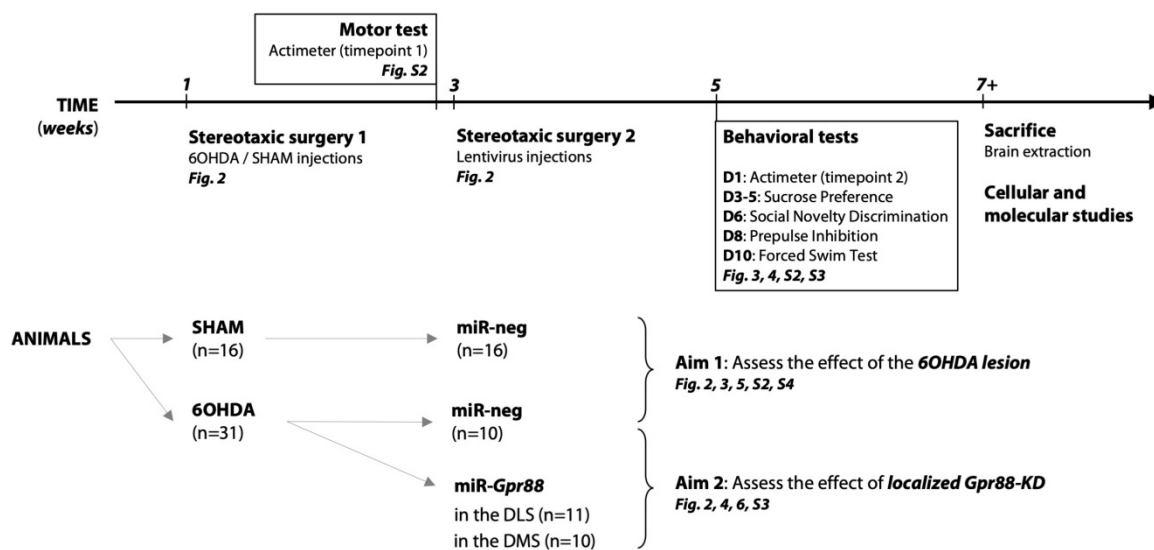 Motor test
Actimeter (timepoint 1)
Fig. S2
1
3
5
7+
TIME
(weeks)
Stereotaxic surgery 1
6OHDA / SHAM injections
Fig. 2
Stereotaxic surgery 2
Lentivirus injections
Fig. 2
Behavioral tests
D1: Actimeter (timepoint 2)
D3-5: Sucrose Preference
D6: Social Novelty Discrimination
D8: Prepulse Inhibition
D10: Forced Swim Test
Fig. 3, 4, S2, S3
Sacrifice
Brain extraction
Cellular and
molecular studies
ANIMALS
SHAM
(n=16)
miR-neg
(n=16)
Aim 1: Assess the effect of the 6OHDA lesion
Fig. 2, 3, 5, S2, S4
6OHDA
(n=31)
miR-neg
(n=10)
miR-Gpr88
in the DLS (n=11)
in the DMS (n=10)
Aim 2: Assess the effect of localized Gpr88-KD
Fig. 2, 4, 6, S3